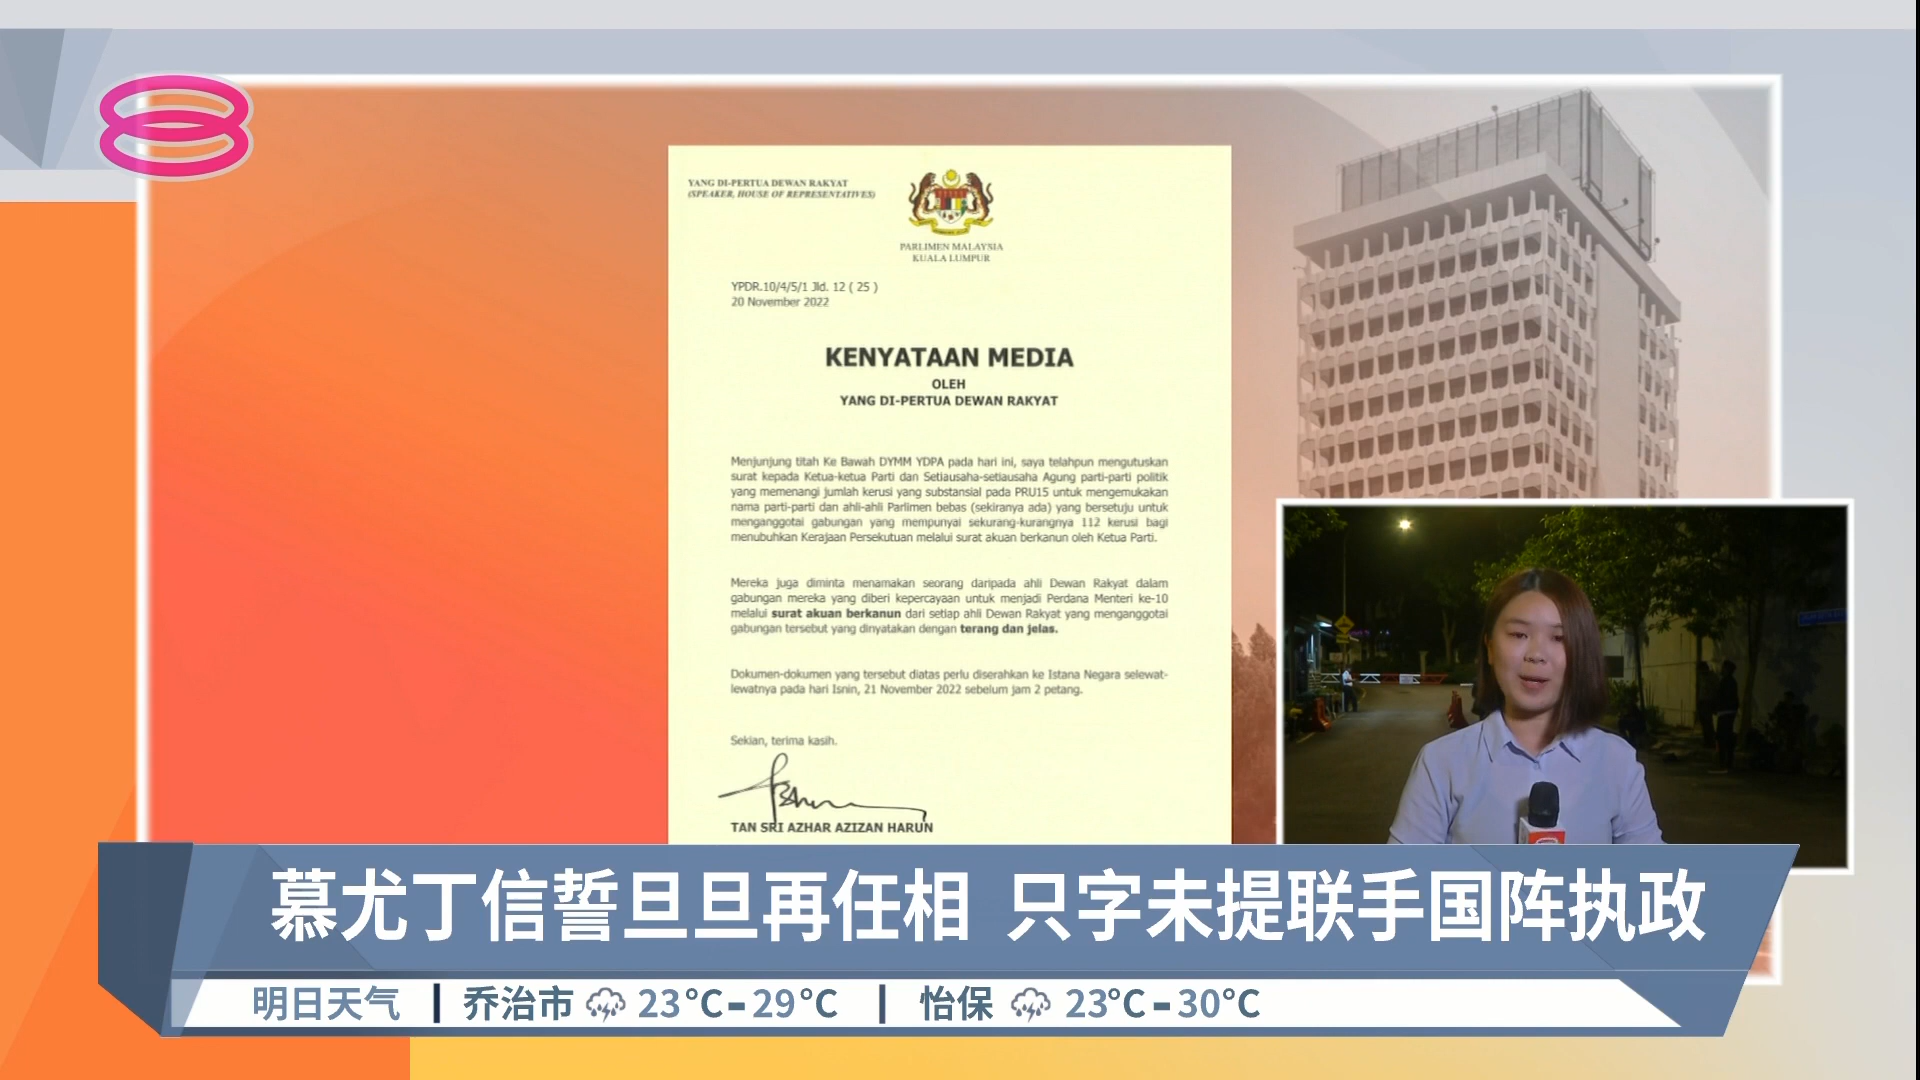 YANG DI-PERTUA DEWAN RAKYAT
(SPEAKER, HOUSE OF REPRESENTATIVES)
PARLIMEN MALAYSIA
KUALA LUMPUR
YPDR.10/4/5/1 Jld. 12 ( 25 )
20 November 2022
KENYATAAN MEDIA
OLEH
YANG DI-PERTUA DEWAN RAKYAT
Menjunjung titah Ke Bawah DYMM YDPA pada hari ini, saya telahpun mengutuskan
surat kepada Ketua-ketua Parti dan Setiausaha-setiausaha Agung parti-parti politik
yang memenangi jumlah kerusi yang substansial pada PRU15 untuk mengemukakan
nama parti-parti dan ahli-ahli Parlimen bebas (sekiranya ada) yang bersetuju untuk
menganggotai gabungan yang mempunyai sekurang-kurangnya 112 kerusi bagi
menubuhkan Kerajaan Persekutuan melalui surat akuan berkanun oleh Ketua Parti.
Mereka juga diminta menamakan seorang daripada ahli Dewan Rakyat dalam
gabungan mereka yang diberi kepercayaan untuk menjadi Perdana Menteri ke-10
melalui surat akuan berkanun dari setiap ahli Dewan Rakyat yang menganggotai
gabungan tersebut yang dinyatakan dengan terang dan jelas.
Dokumen-dokumen yang tersebut diatas perlu diserahkan ke Istana Negara selewat-
lewatnya pada hari Isnin, 21 November 2022 sebelum jam 2 petang.
Sekian, terima kasih.
TAN SRI AZHAR AZIZAN HARUN
慕尤丁信誓旦旦再任相 只字未提联手国阵执政
明日天气 | 乔治市 23°C-29°C | 怡保 23°C-30°C